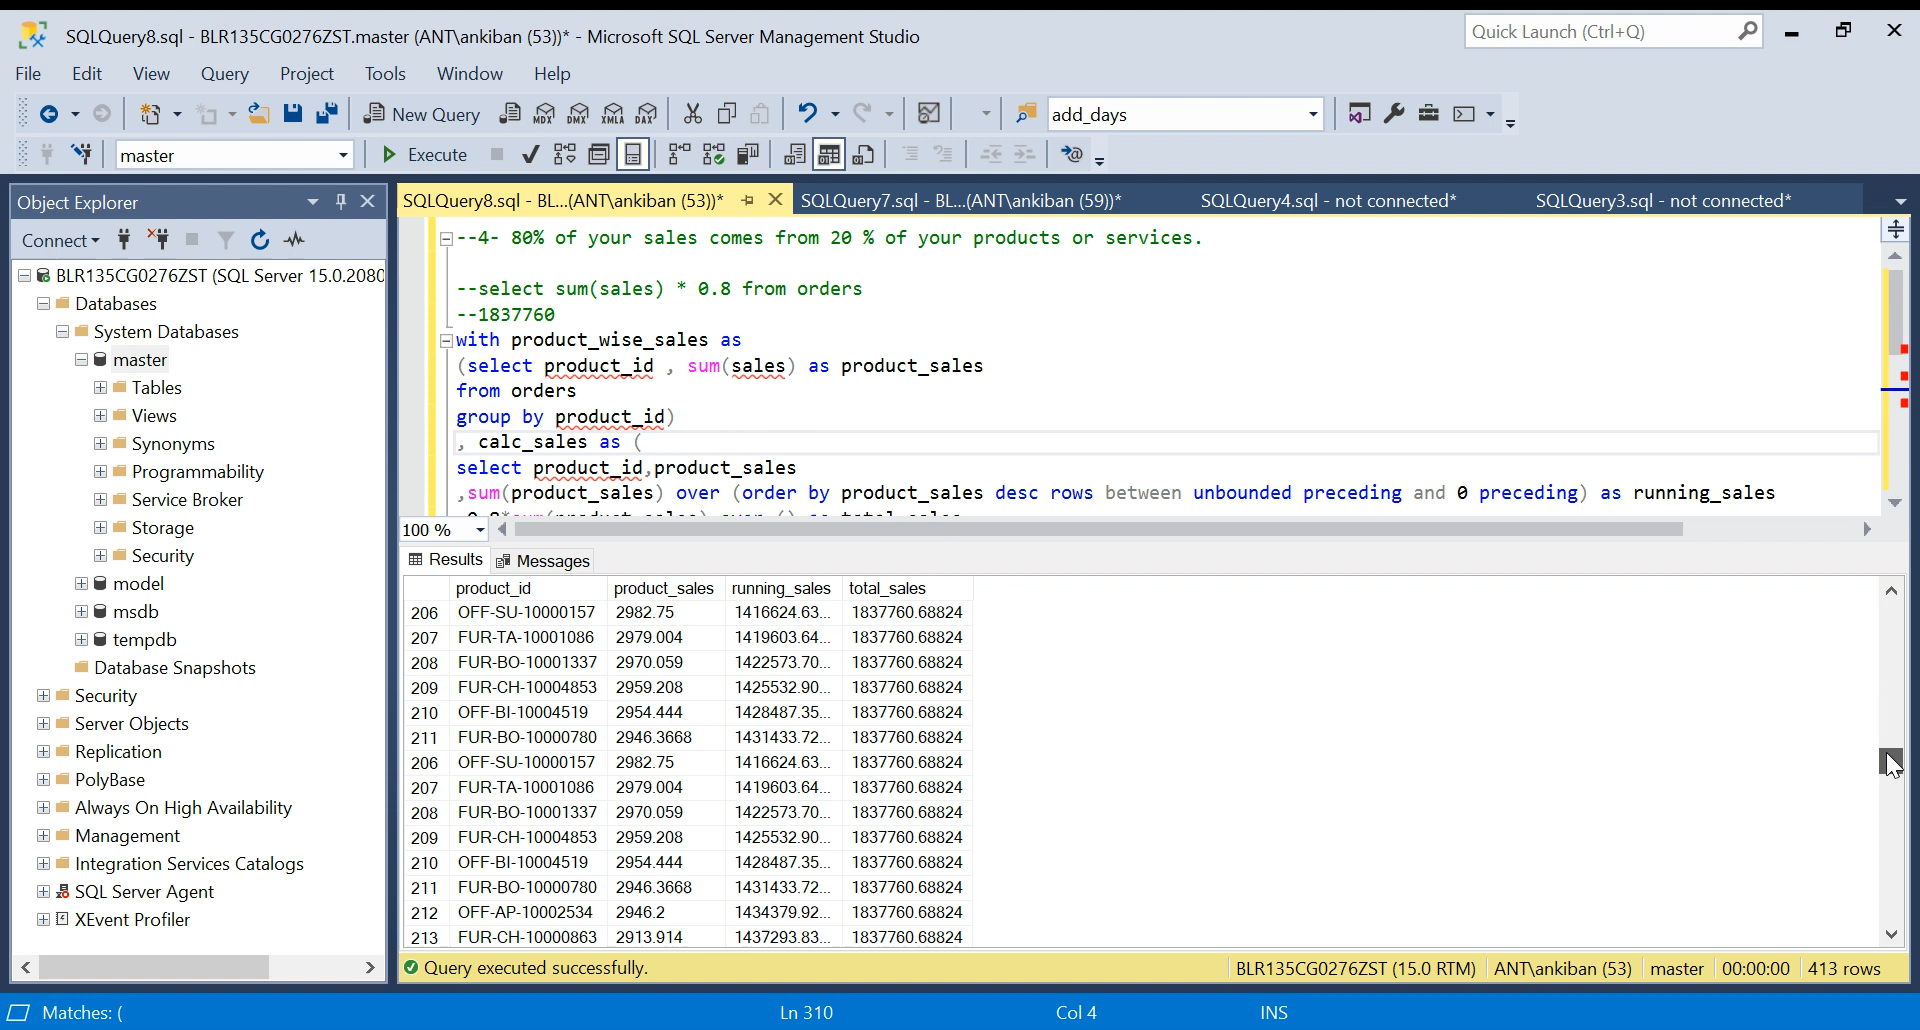 SQLQuery8.sql - BLR135CG0276ZST.master (ANT\ankiban (53))* - Microsoft SQL Server Management Studio
Quick Launch (Ctrl+Q)
File Edit View Query Project Tools Window Help
New Query MDX DMX XMLA DAX add_days
master Execute
Object Explorer
SQLQuery8.sql - BL...(ANT\ankiban (53))* SQLQuery7.sql - BL...(ANT\ankiban (59))* SQLQuery4.sql - not connected* SQLQuery3.sql - not connected*
Connect
BLR135CG0276ZST (SQL Server 15.0.2080
Databases
System Databases
master
Tables
Views
Synonyms
Programmability
Service Broker
Storage
Security
model
msdb
tempdb
Database Snapshots
Security
Server Objects
Replication
PolyBase
Always On High Availability
Management
Integration Services Catalogs
SQL Server Agent
XEvent Profiler
--4- 80% of your sales comes from 20 % of your products or services.
--select sum(sales) * 0.8 from orders
--1837760
with product_wise_sales as
(select product_id , sum(sales) as product_sales
from orders
group by product_id)
, calc_sales as (
select product_id,product_sales
,sum(product_sales) over (order by product_sales desc rows between unbounded preceding and 0 preceding) as running_sales
100 %
Results Messages
product_id product_sales running_sales total_sales
206 OFF-SU-10000157 2982.75 1416624.63... 1837760.68824
207 FUR-TA-10001086 2979.004 1419603.64... 1837760.68824
208 FUR-BO-10001337 2970.059 1422573.70... 1837760.68824
209 FUR-CH-10004853 2959.208 1425532.90... 1837760.68824
210 OFF-BI-10004519 2954.444 1428487.35... 1837760.68824
211 FUR-BO-10000780 2946.3668 1431433.72... 1837760.68824
206 OFF-SU-10000157 2982.75 1416624.63... 1837760.68824
207 FUR-TA-10001086 2979.004 1419603.64... 1837760.68824
208 FUR-BO-10001337 2970.059 1422573.70... 1837760.68824
209 FUR-CH-10004853 2959.208 1425532.90... 1837760.68824
210 OFF-BI-10004519 2954.444 1428487.35... 1837760.68824
211 FUR-BO-10000780 2946.3668 1431433.72... 1837760.68824
212 OFF-AP-10002534 2946.2 1434379.92... 1837760.68824
213 FUR-CH-10000863 2913.914 1437293.83... 1837760.68824
Query executed successfully. BLR135CG0276ZST (15.0 RTM) ANT\ankiban (53) master 00:00:00 413 rows
Matches: ( Ln 310 Col 4 INS